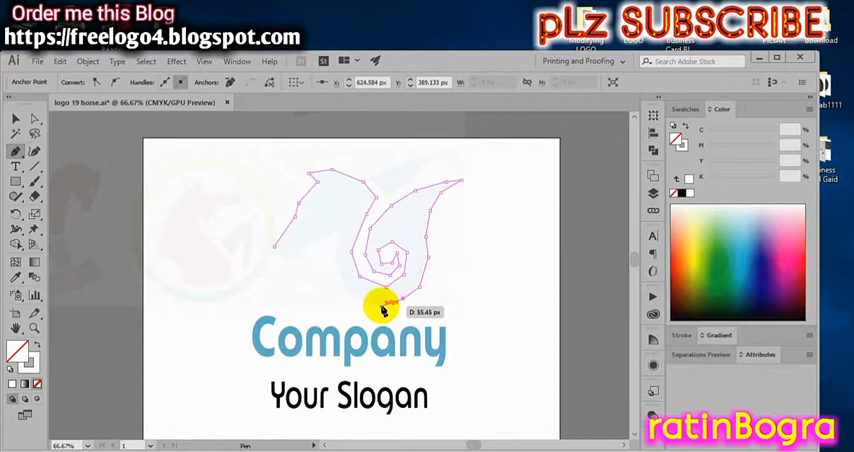 Order me this Blog
https://freelogo4.blogspot.com
pLz SUBSCRIBE
Ai File Edit Object Type Select Effect View Window Help
Printing and Proofing
Search Adobe Stock
Anchor Point Convert: Handles: Anchors: X: 624.584 px Y: 389.133 px W: H:
logo 19 horse.ai* @ 66.67% (CMYK/GPU Preview) ×
Swatches Color
C
M
Y
K
D: 55.45 px
Company
Your Slogan
Stroke Gradient
Separations Preview Attributes
66.67% 1 Pen
ratinBogra